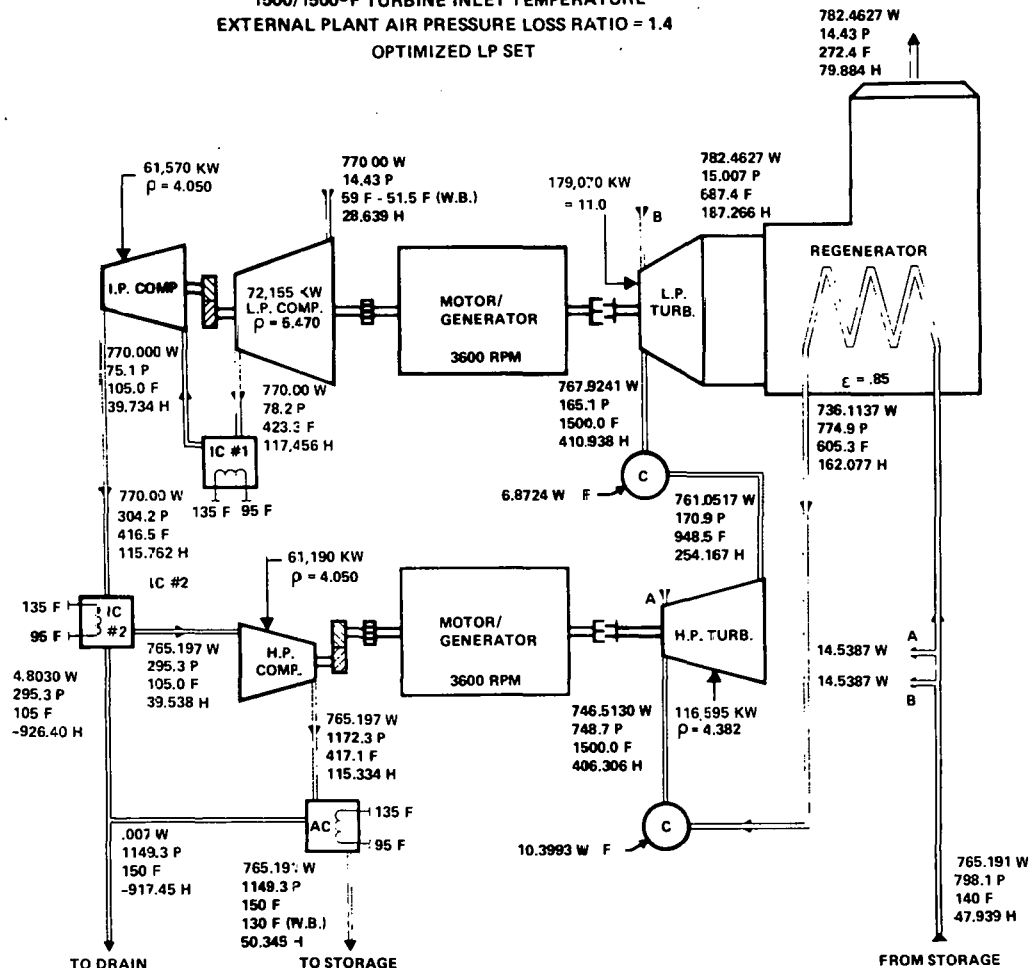 1500/1500°F TURBINE INLET TEMPERATURE
EXTERNAL PLANT AIR PRESSURE LOSS RATIO = 1.4
OPTIMIZED LP SET
782.4627 W
14.43 P
272.4 F
79.884 H
61,570 KW
ρ = 4.050
770 00 W
14.43 P
59 F - 51.5 F (W.B.)
28.639 H
179,070 KW
= 11.0
B
782.4627 W
15.007 P
687.4 F
187.266 H
REGENERATOR
I.P. COMP
72,155 KW
L.P. COMP.
ρ = 5.470
MOTOR/
GENERATOR
3600 RPM
L.P.
TURB.
ε = .85
770.000 W
75.1 P
105.0 F
39.734 H
770.00 W
78.2 P
423.3 F
117,456 H
IC #1
135 F 95 F
767.9241 W
165.1 P
1500.0 F
410.938 H
C
6.8724 W F
736.1137 W
774.9 P
605.3 F
162.077 H
770.00 W
304.2 P
416.5 F
115.762 H
761.0517 W
170.9 P
948.5 F
254.167 H
IC #2
61,190 KW
ρ = 4.050
135 F
95 F
IC
#2
H.P.
COMP.
MOTOR/
GENERATOR
3600 RPM
A
H.P. TURB.
A
14.5387 W
14.5387 W
B
4.8030 W
295.3 P
105 F
-926.40 H
765.197 W
295.3 P
105.0 F
39.538 H
765.197 W
1172.3 P
417.1 F
115.334 H
746.5130 W
748.7 P
1500.0 F
406.306 H
116,595 KW
ρ = 4.382
AC
135 F
95 F
C
10.3993 W F
.007 W
1149.3 P
150 F
-917.45 H
765.191 W
1149.3 P
150 F
130 F (W.B.)
50.345 H
765.191 W
798.1 P
140 F
47.939 H
TO DRAIN
TO STORAGE
FROM STORAGE